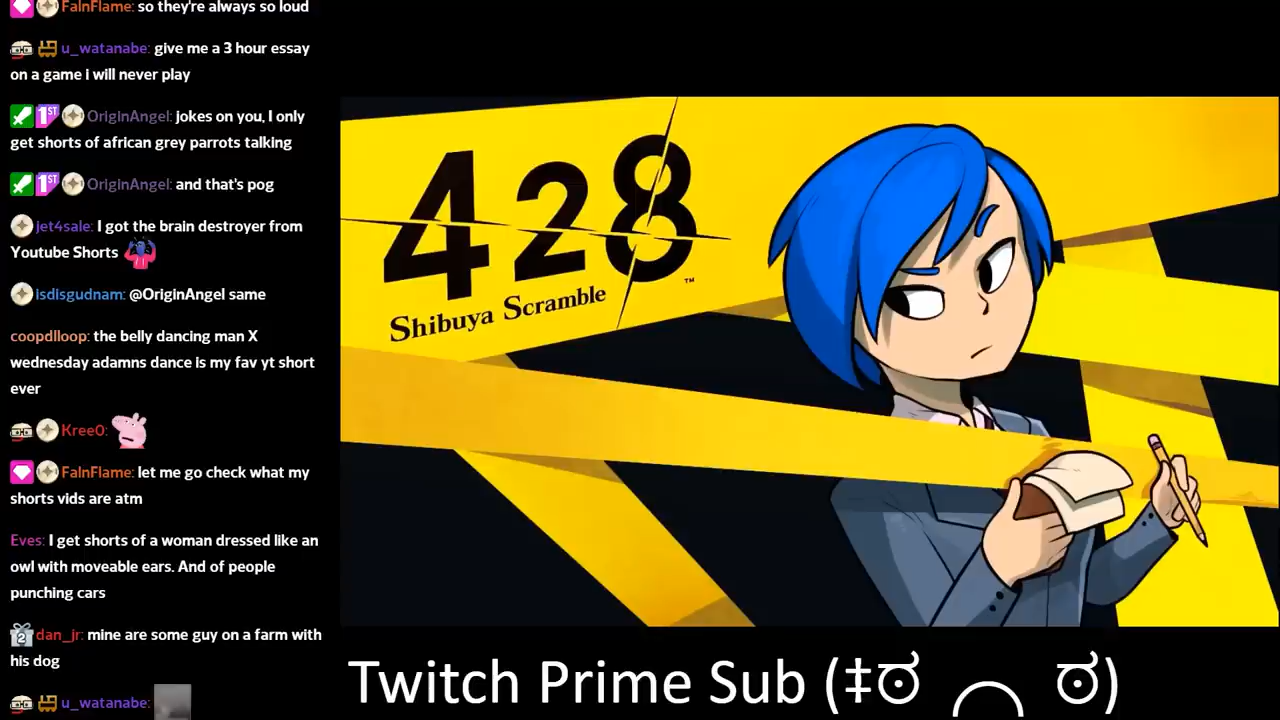 FalnFlame: so they're always so loud
u_watanabe: give me a 3 hour essay
on a game i will never play
1ST OriginAngel: jokes on you, I only
get shorts of african grey parrots talking
1ST OriginAngel: and that's pog
jet4sale: I got the brain destroyer from
Youtube Shorts
isdisgudnam: @OriginAngel same
coopdlloop: the belly dancing man X
wednesday adamns dance is my fav yt short
ever
Kree0:
FalnFlame: let me go check what my
shorts vids are atm
Eves: I get shorts of a woman dressed like an
owl with moveable ears. And of people
punching cars
2 dan_jr: mine are some guy on a farm with
his dog
u_watanabe:
428
™
Shibuya Scramble
Twitch Prime Sub (‡ಠ ⁔ ಠ)